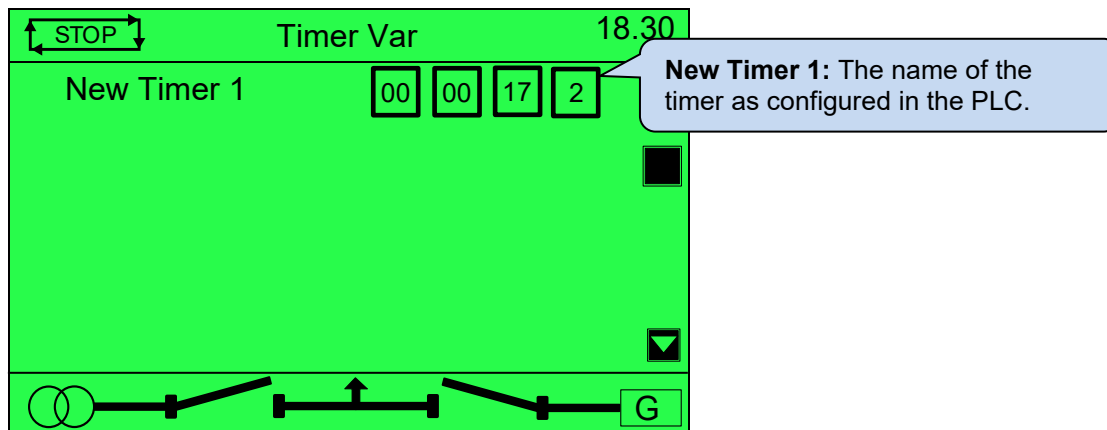 STOP Timer Var 18.30
New Timer 1 00 00 17 2
New Timer 1: The name of the
timer as configured in the PLC.
G